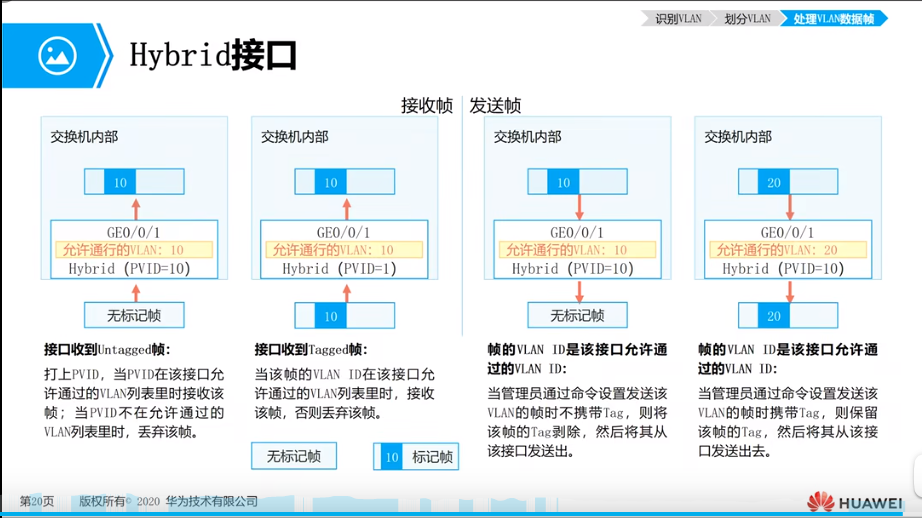 识别VLAN
划分VLAN
处理VLAN数据帧
Hybrid接口
接收帧
发送帧
交换机内部
10
GE0/0/1
允许通行的VLAN: 10
Hybrid (PVID=10)
无标记帧
接口收到Untagged帧:
打上PVID, 当PVID在该接口允
许通过的VLAN列表里时接收该
帧; 当PVID不在允许通过的
VLAN列表里时, 丢弃该帧。
交换机内部
10
GE0/0/1
允许通行的VLAN: 10
Hybrid (PVID=1)
10
接口收到Tagged帧:
当该帧的VLAN ID在该接口允
许通过的VLAN列表里时, 接收
该帧, 否则丢弃该帧。
无标记帧
10 标记帧
交换机内部
10
GE0/0/1
允许通行的VLAN: 10
Hybrid (PVID=10)
无标记帧
帧的VLAN ID是该接口允许通
过的VLAN ID:
当管理员通过命令设置发送该
VLAN的帧时不携带Tag, 则将
该帧的Tag剥除, 然后将其从
该接口发送出。
交换机内部
20
GE0/0/1
允许通行的VLAN: 20
Hybrid (PVID=10)
20
帧的VLAN ID是该接口允许通
过的VLAN ID:
当管理员通过命令设置发送该
VLAN的帧时携带Tag, 则保留
该帧的Tag, 然后将其从该接
口发送出去。
第20页
版权所有© 2020 华为技术有限公司
HUAWEI